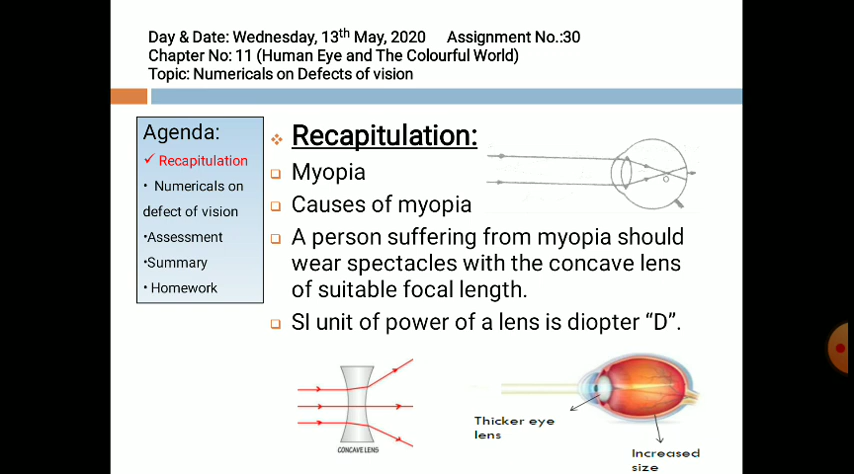 Day & Date: Wednesday, 13th May, 2020 Assignment No.:30
Chapter No: 11 (Human Eye and The Colourful World)
Topic: Numericals on Defects of vision
Agenda:
✓ Recapitulation
• Numericals on
defect of vision
•Assessment
•Summary
• Homework
Recapitulation:
Myopia
Causes of myopia
A person suffering from myopia should
wear spectacles with the concave lens
of suitable focal length.
SI unit of power of a lens is diopter “D”.
CONCAVE LENS
Thicker eye
lens
Increased
size